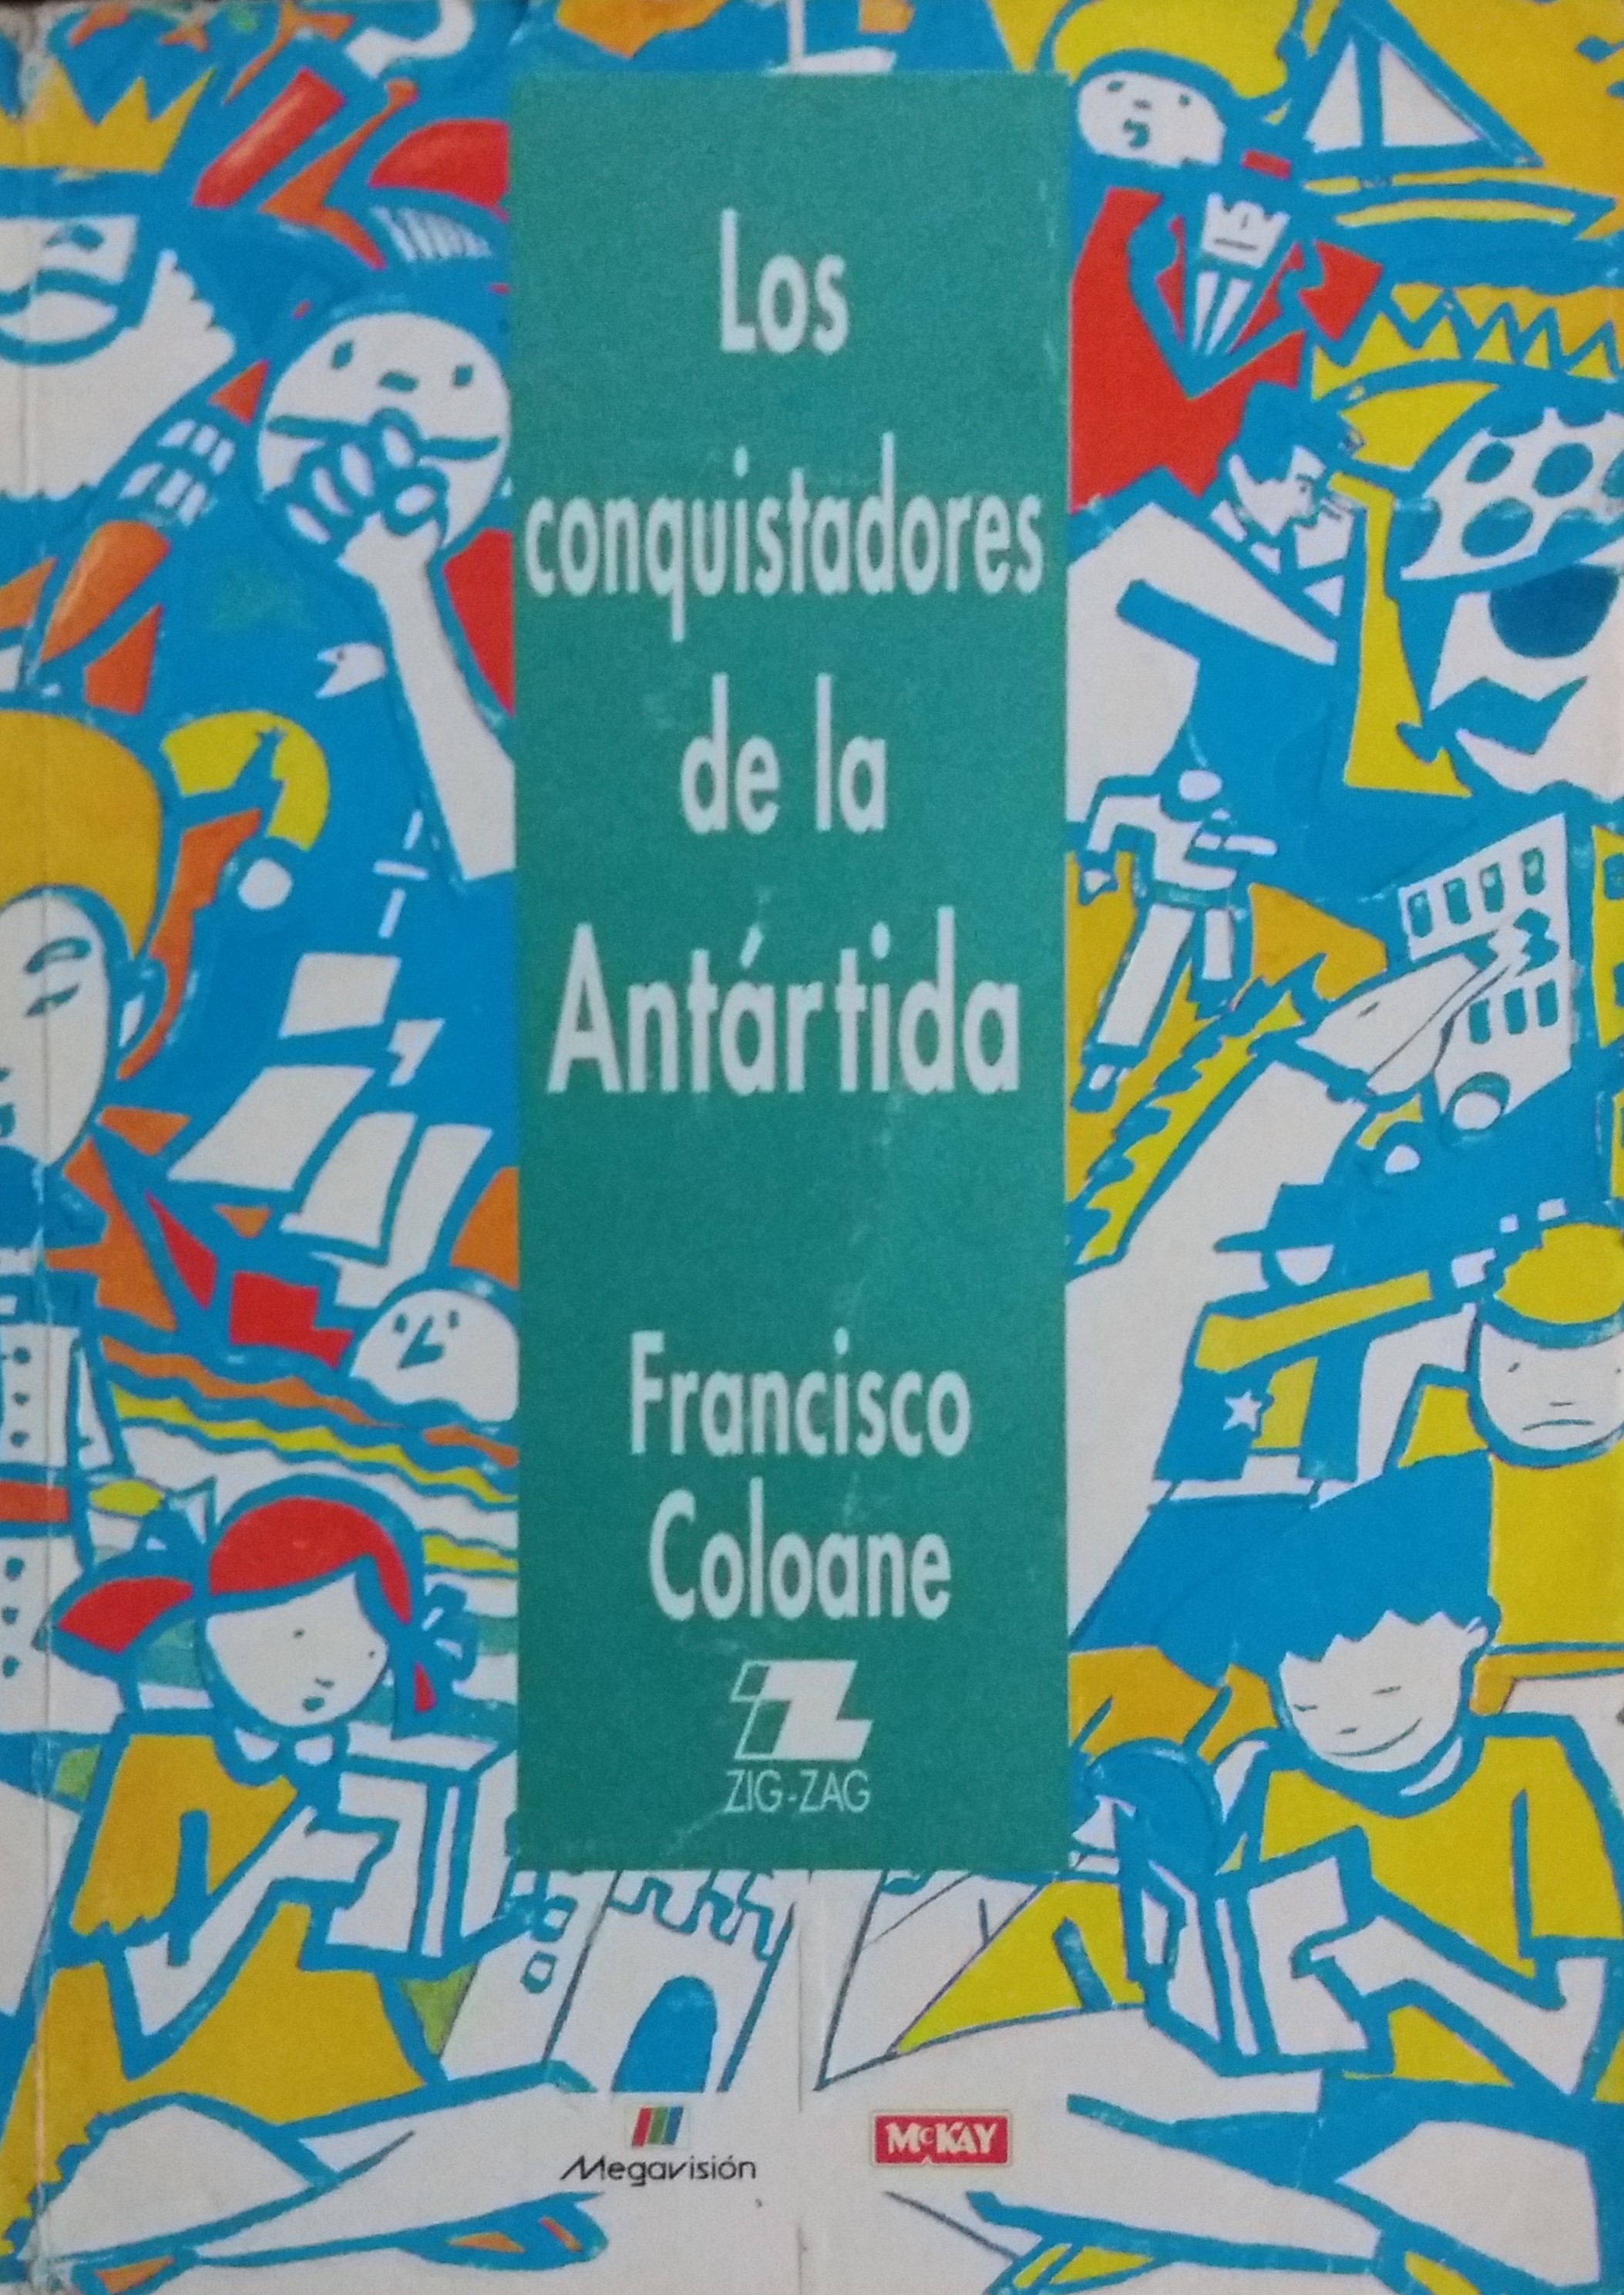 Los
conquistadores
de la
Antártida
Francisco
Coloane
ZIG-ZAG
Megavisión
McKAY